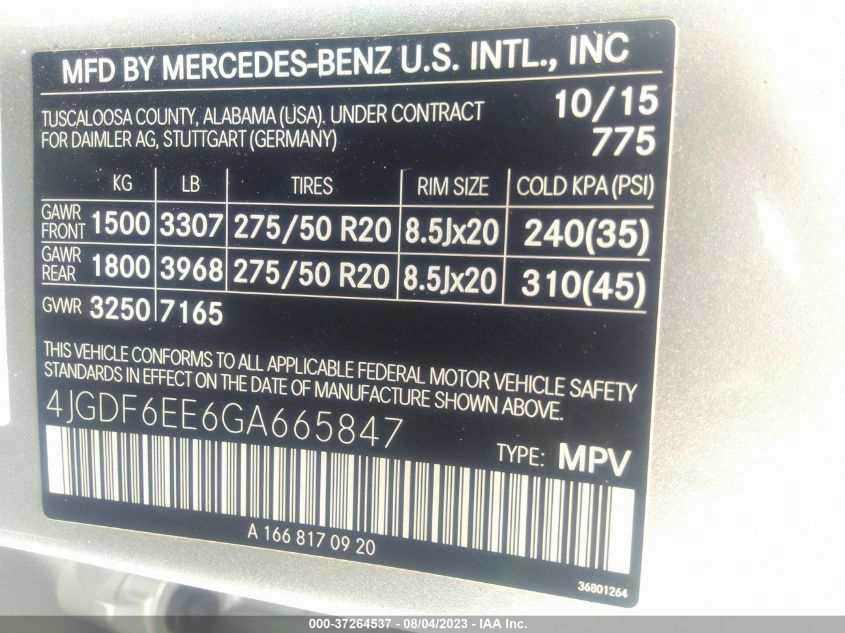 MFD BY MERCEDES-BENZ U.S. INTL., INC
TUSCALOOSA COUNTY, ALABAMA (USA). UNDER CONTRACT
FOR DAIMLER AG, STUTTGART (GERMANY)
10/15
775
KG LB TIRES RIM SIZE COLD KPA (PSI)
GAWR FRONT 1500 3307 275/50 R20 8.5Jx20 240(35)
GAWR REAR 1800 3968 275/50 R20 8.5Jx20 310(45)
GVWR 3250 7165
THIS VEHICLE CONFORMS TO ALL APPLICABLE FEDERAL MOTOR VEHICLE SAFETY
STANDARDS IN EFFECT ON THE DATE OF MANUFACTURE SHOWN ABOVE.
4JGDF6EE6GA665847
TYPE: MPV
A 166 817 09 20
36801264
000-37264537 - 08/04/2023 - IAA Inc.